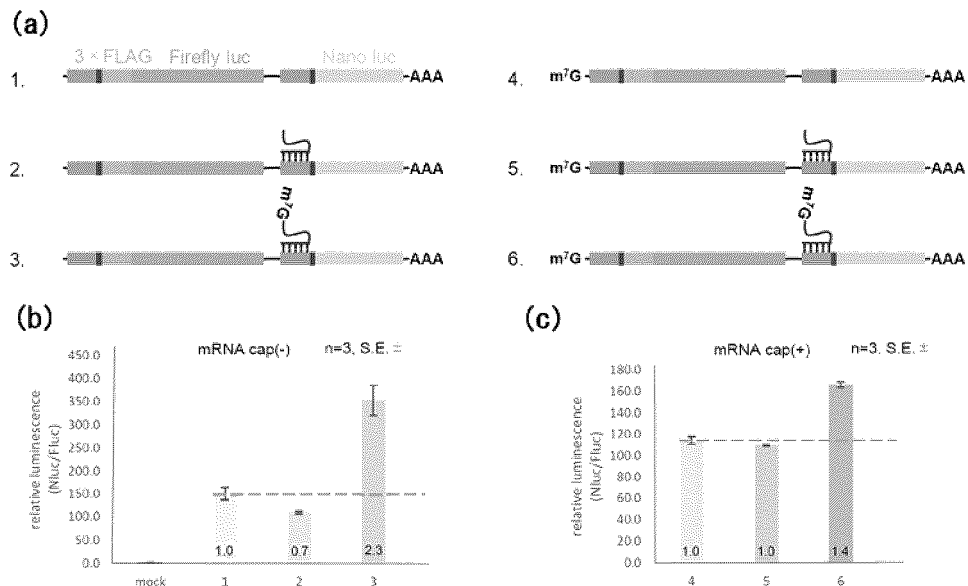 (a)
3 × FLAG Firefly luc Nano luc
1. AAA
4. m⁷G AAA
2. AAA
5. m⁷G AAA
m⁷G
3. AAA
m⁷G
6. m⁷G AAA
(b)
mRNA cap(-) n=3, S.E. ±
relative luminescence
(Nluc/Fluc)
450.0
400.0
350.0
300.0
250.0
200.0
150.0
100.0
50.0
0.0
1.0 0.7 2.3
mock 1 2 3
(c)
mRNA cap(+) n=3. S.E. ±
relative luminescence
(Nluc/Fluc)
180.0
160.0
140.0
120.0
100.0
80.0
60.0
40.0
20.0
0.0
1.0 1.0 1.4
4 5 6